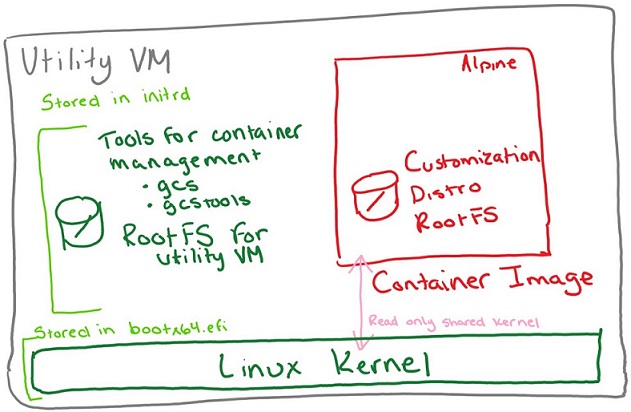 Utility VM
Stored in initrd
Tools for container
management
• gcs
• gcstools
RootFS for
utility VM
Alpine
Customization
Distro
RootFS
Container Image
Read only shared kernel
Stored in bootx64.efi
Linux Kernel